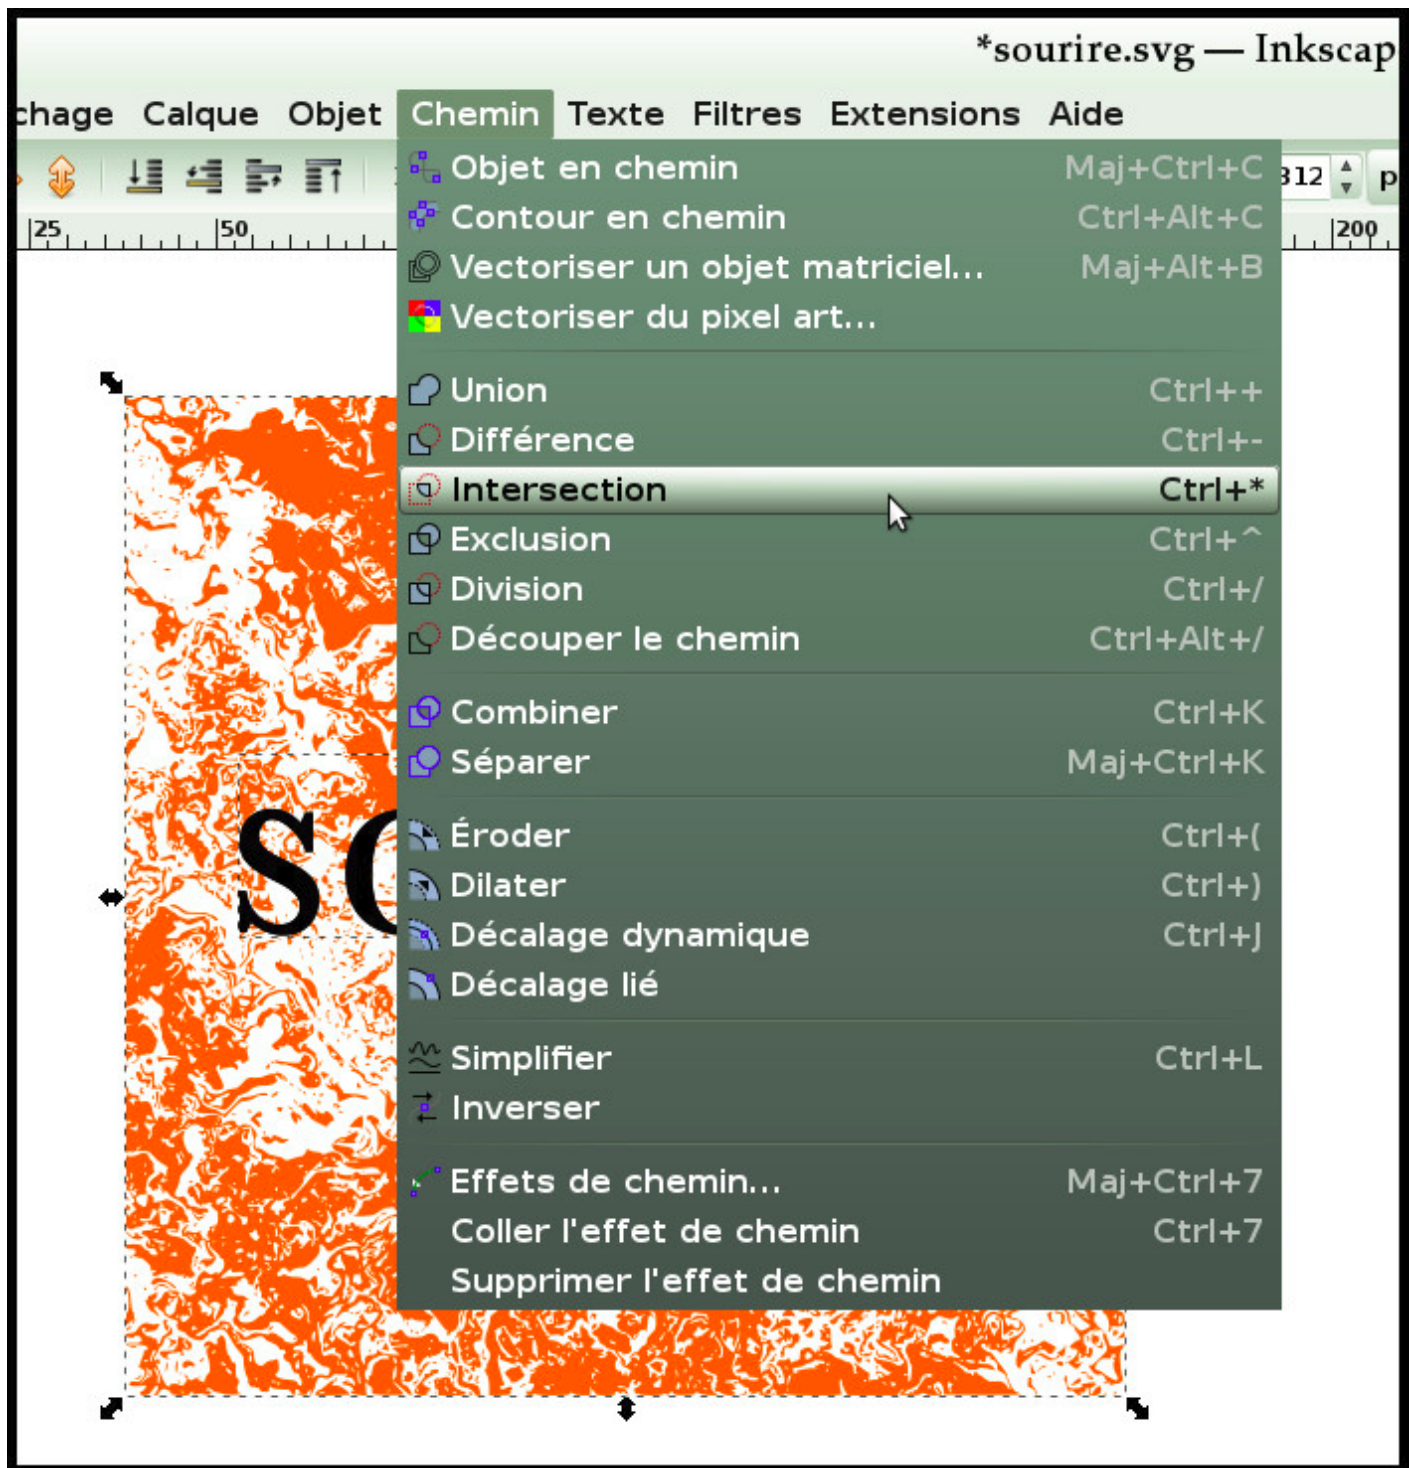 *sourire.svg — Inkscap
chage Calque Objet Chemin Texte Filtres Extensions Aide
312 p
25 50 200
Objet en chemin Maj+Ctrl+C
Contour en chemin Ctrl+Alt+C
Vectoriser un objet matriciel... Maj+Alt+B
Vectoriser du pixel art...
Union Ctrl++
Différence Ctrl+-
Intersection Ctrl+*
Exclusion Ctrl+^
Division Ctrl+/
Découper le chemin Ctrl+Alt+/
Combiner Ctrl+K
Séparer Maj+Ctrl+K
Éroder Ctrl+(
Dilater Ctrl+)
Décalage dynamique Ctrl+J
Décalage lié
Simplifier Ctrl+L
Inverser
Effets de chemin... Maj+Ctrl+7
Coller l'effet de chemin Ctrl+7
Supprimer l'effet de chemin
SO